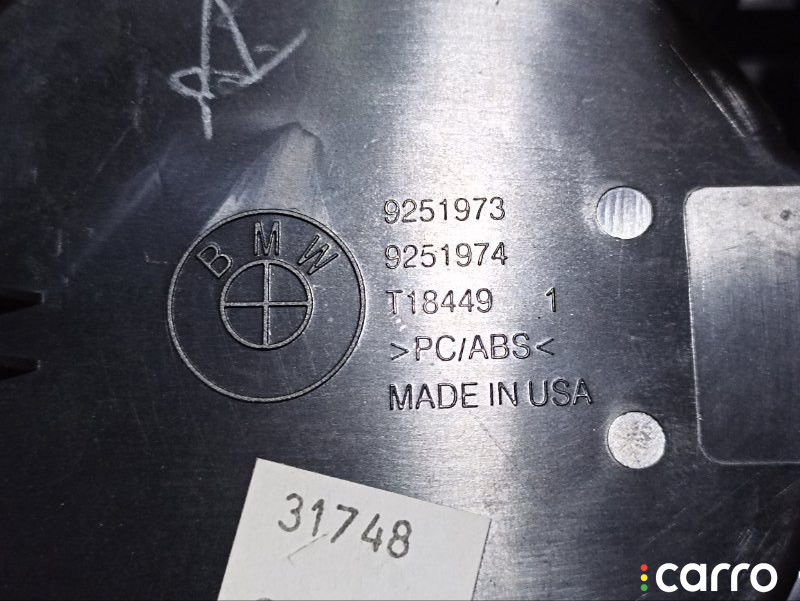 A
BMW
9251973
9251974
T18449 1
>PC/ABS<
MADE IN USA
31748
carro